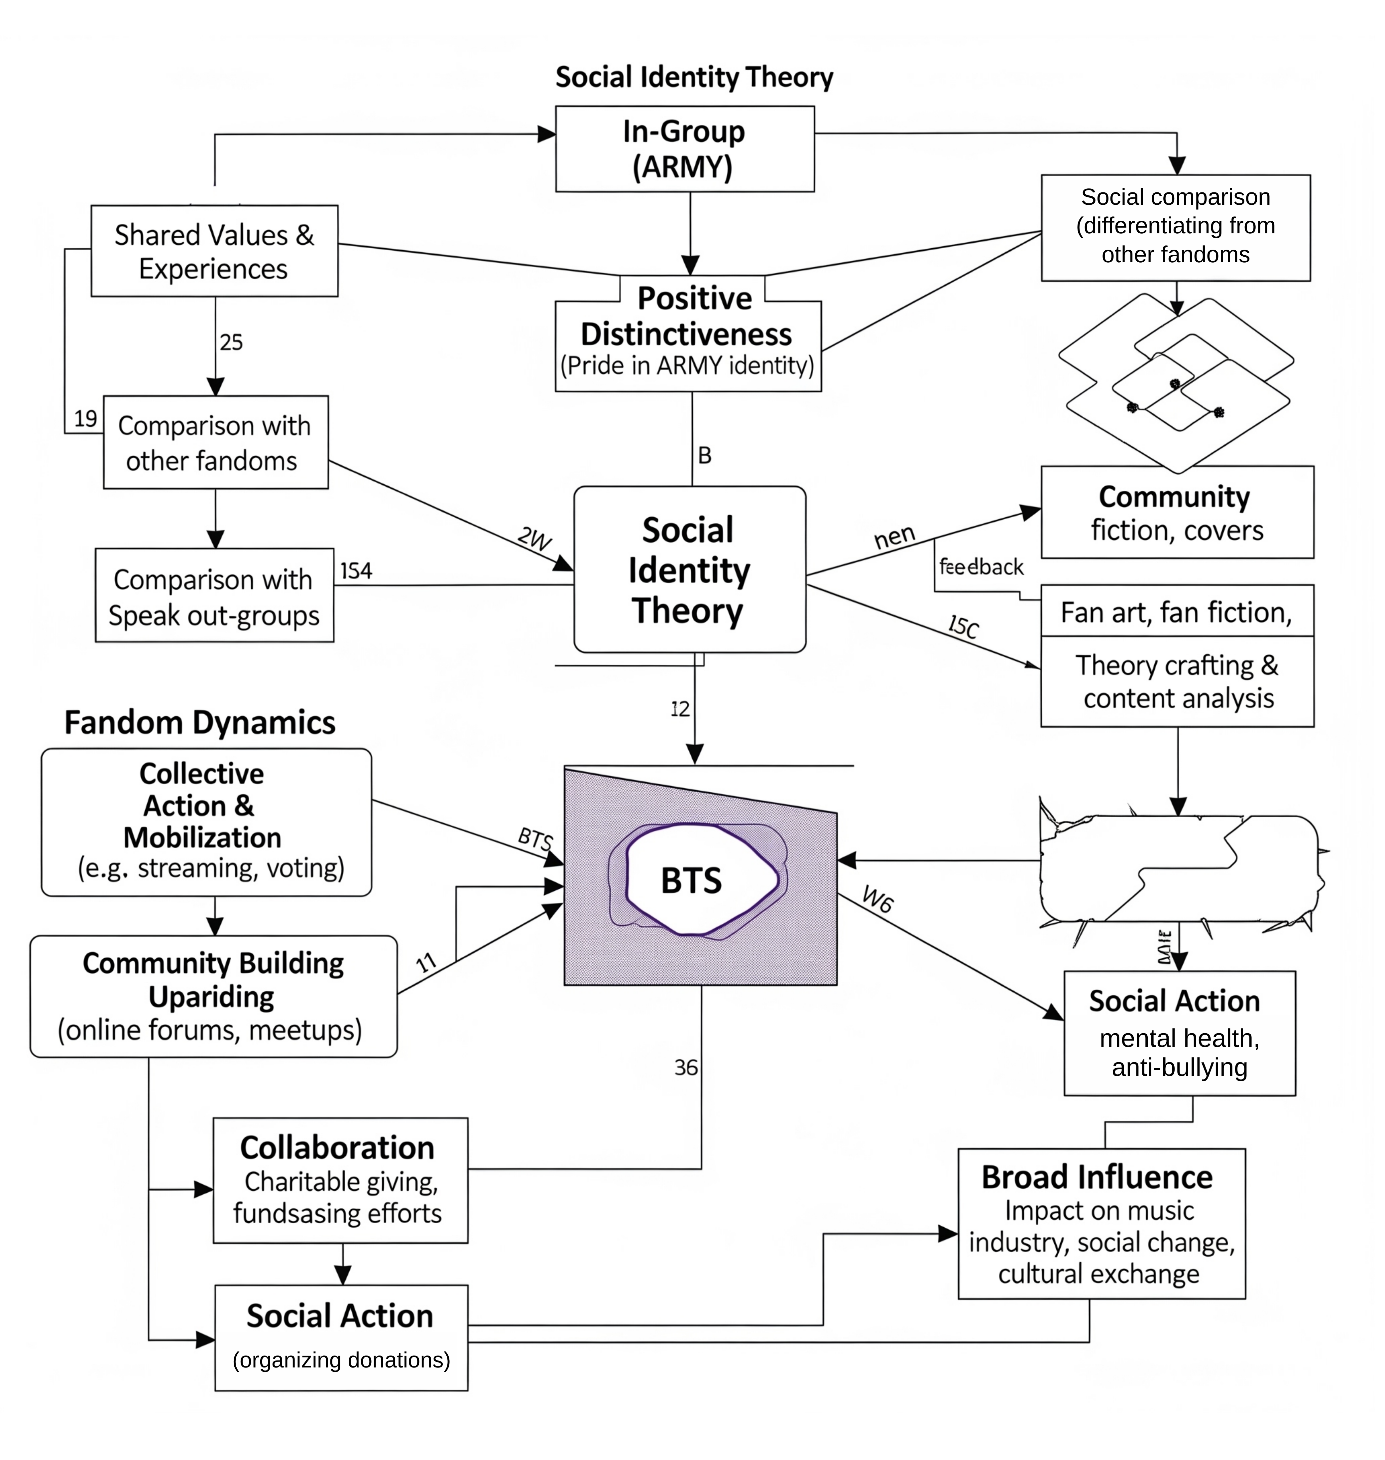 Social Identity Theory
In-Group
(ARMY)
Social comparison
(differentiating from
other fandoms
Shared Values &
Experiences
Positive
Distinctiveness
(Pride in ARMY identity)
25
19
Comparison with
other fandoms
B
2W
Social
Identity
Theory
nen
feedback
Community
fiction, covers
Comparison with
Speak out-groups
1S4
Fan art, fan fiction,
15C
Theory crafting &
content analysis
12
Fandom Dynamics
Collective
Action &
Mobilization
(e.g. streaming, voting)
BTS
BTS
W6
Community Building
Upariding
(online forums, meetups)
11
Social Action
mental health,
anti-bullying
36
Collaboration
Charitable giving,
fundsasing efforts
Broad Influence
Impact on music
industry, social change,
cultural exchange
Social Action
(organizing donations)